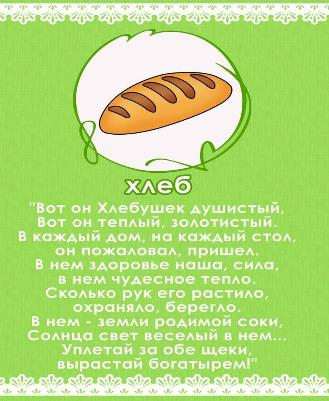 хлеб
"Вот он Хлебушек душистый,
Вот он теплый, золотистый.
В каждый дом, на каждый стол,
он пожаловал, пришел.
В нем здоровье наша, сила,
в нем чудесное тепло.
Сколько рук его растило,
охраняло, берегло.
В нем - земли родимой соки,
Солнца свет веселый в нем...
Уплетай за обе щеки,
вырастай богатырем!"